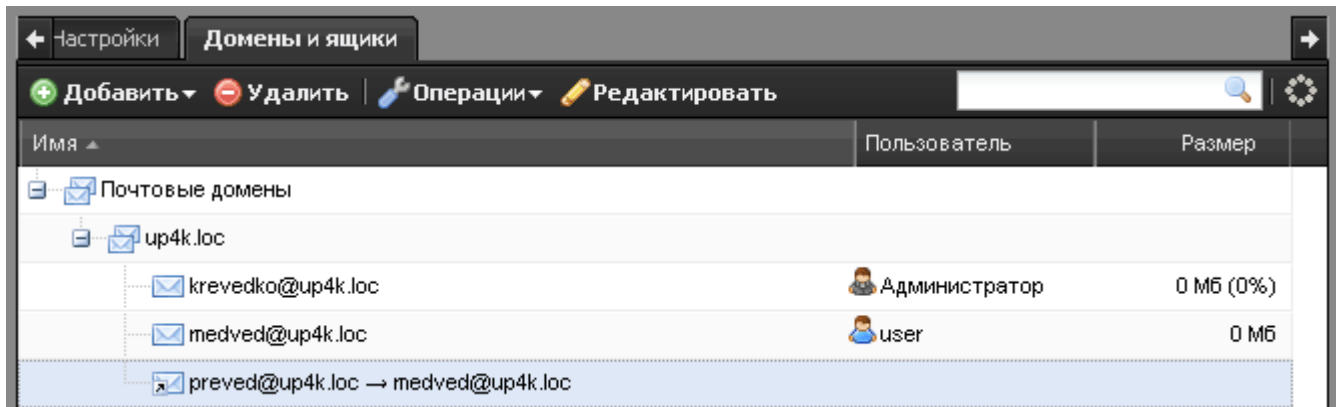 Настройки Домены и ящики
Добавить Удалить Операции Редактировать
Имя Пользователь Размер
Почтовые домены
up4k.loc
krevedko@up4k.loc Администратор 0 Мб (0%)
medved@up4k.loc user 0 Мб
preved@up4k.loc → medved@up4k.loc